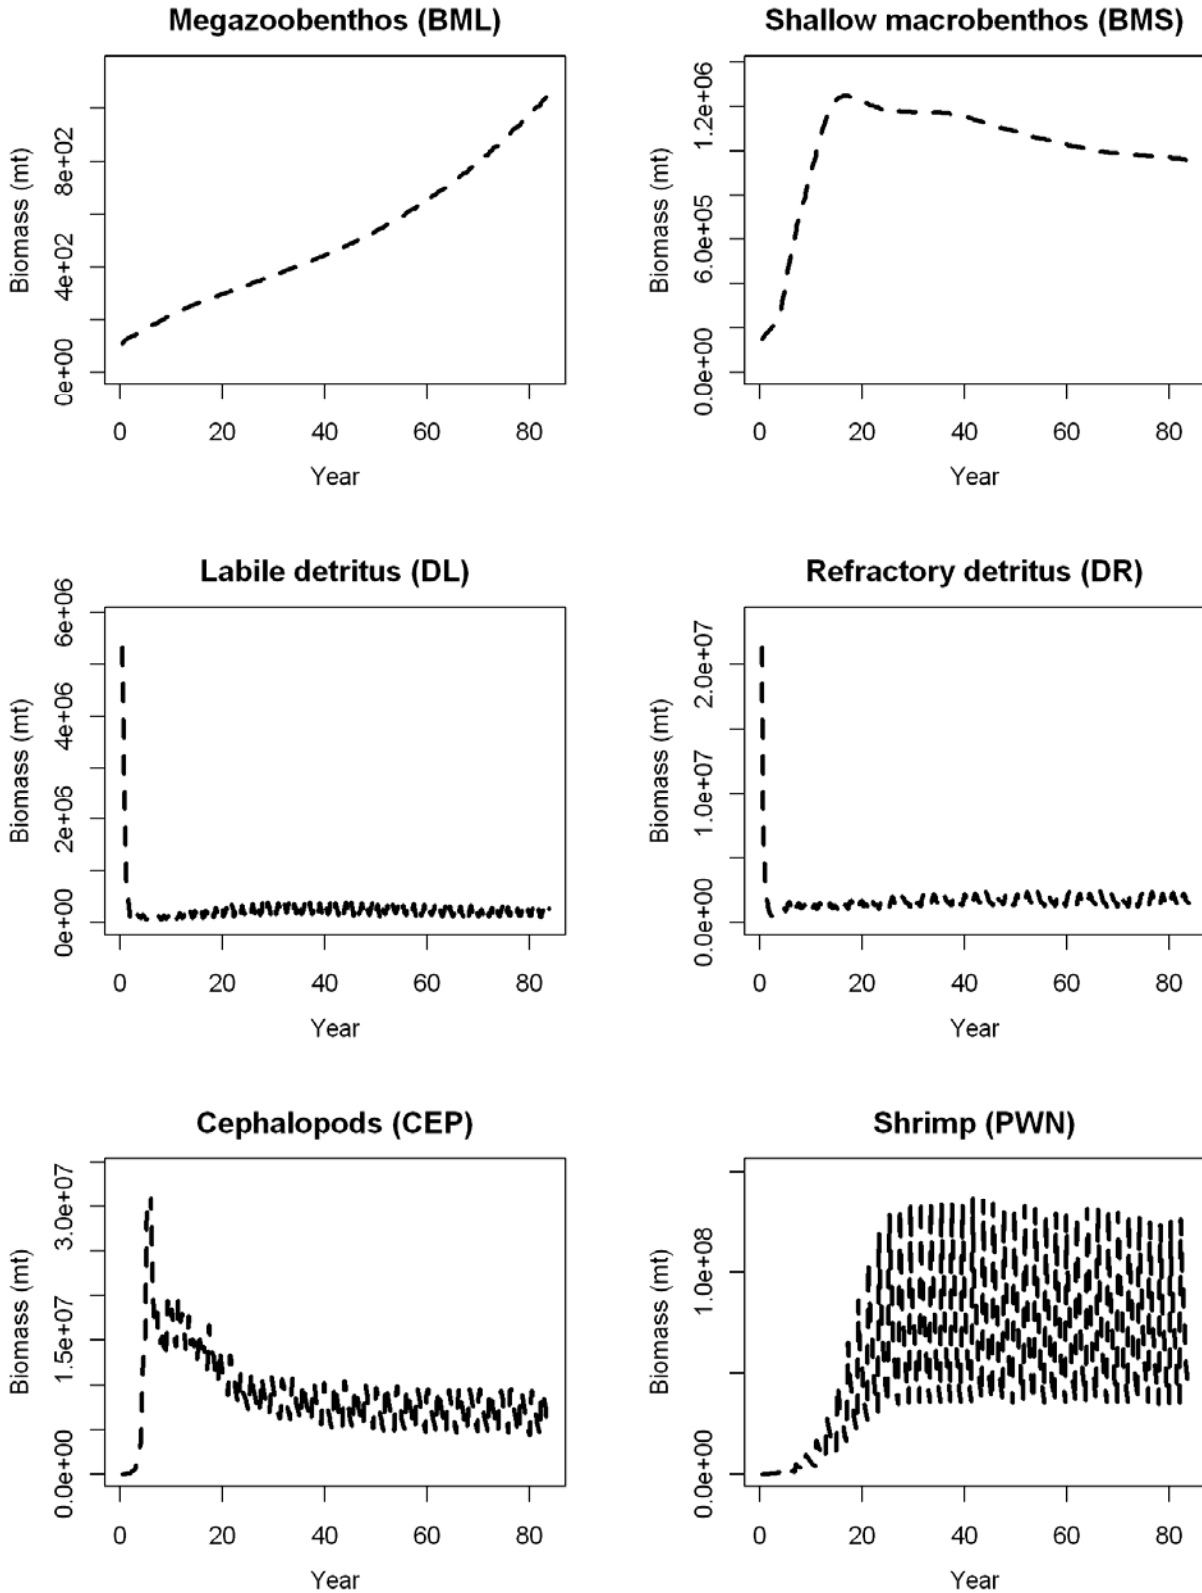 Megazoobenthos (BML)
Biomass (mt)
0e+00 4e+02 8e+02
0 20 40 60 80
Year
Shallow macrobenthos (BMS)
Biomass (mt)
0.0e+00 6.0e+05 1.2e+06
0 20 40 60 80
Year
Labile detritus (DL)
Biomass (mt)
0e+00 2e+06 4e+06 6e+06
0 20 40 60 80
Year
Refractory detritus (DR)
Biomass (mt)
0.0e+00 1.0e+07 2.0e+07
0 20 40 60 80
Year
Cephalopods (CEP)
Biomass (mt)
0.0e+00 1.5e+07 3.0e+07
0 20 40 60 80
Year
Shrimp (PWN)
Biomass (mt)
0.0e+00 1.0e+08
0 20 40 60 80
Year